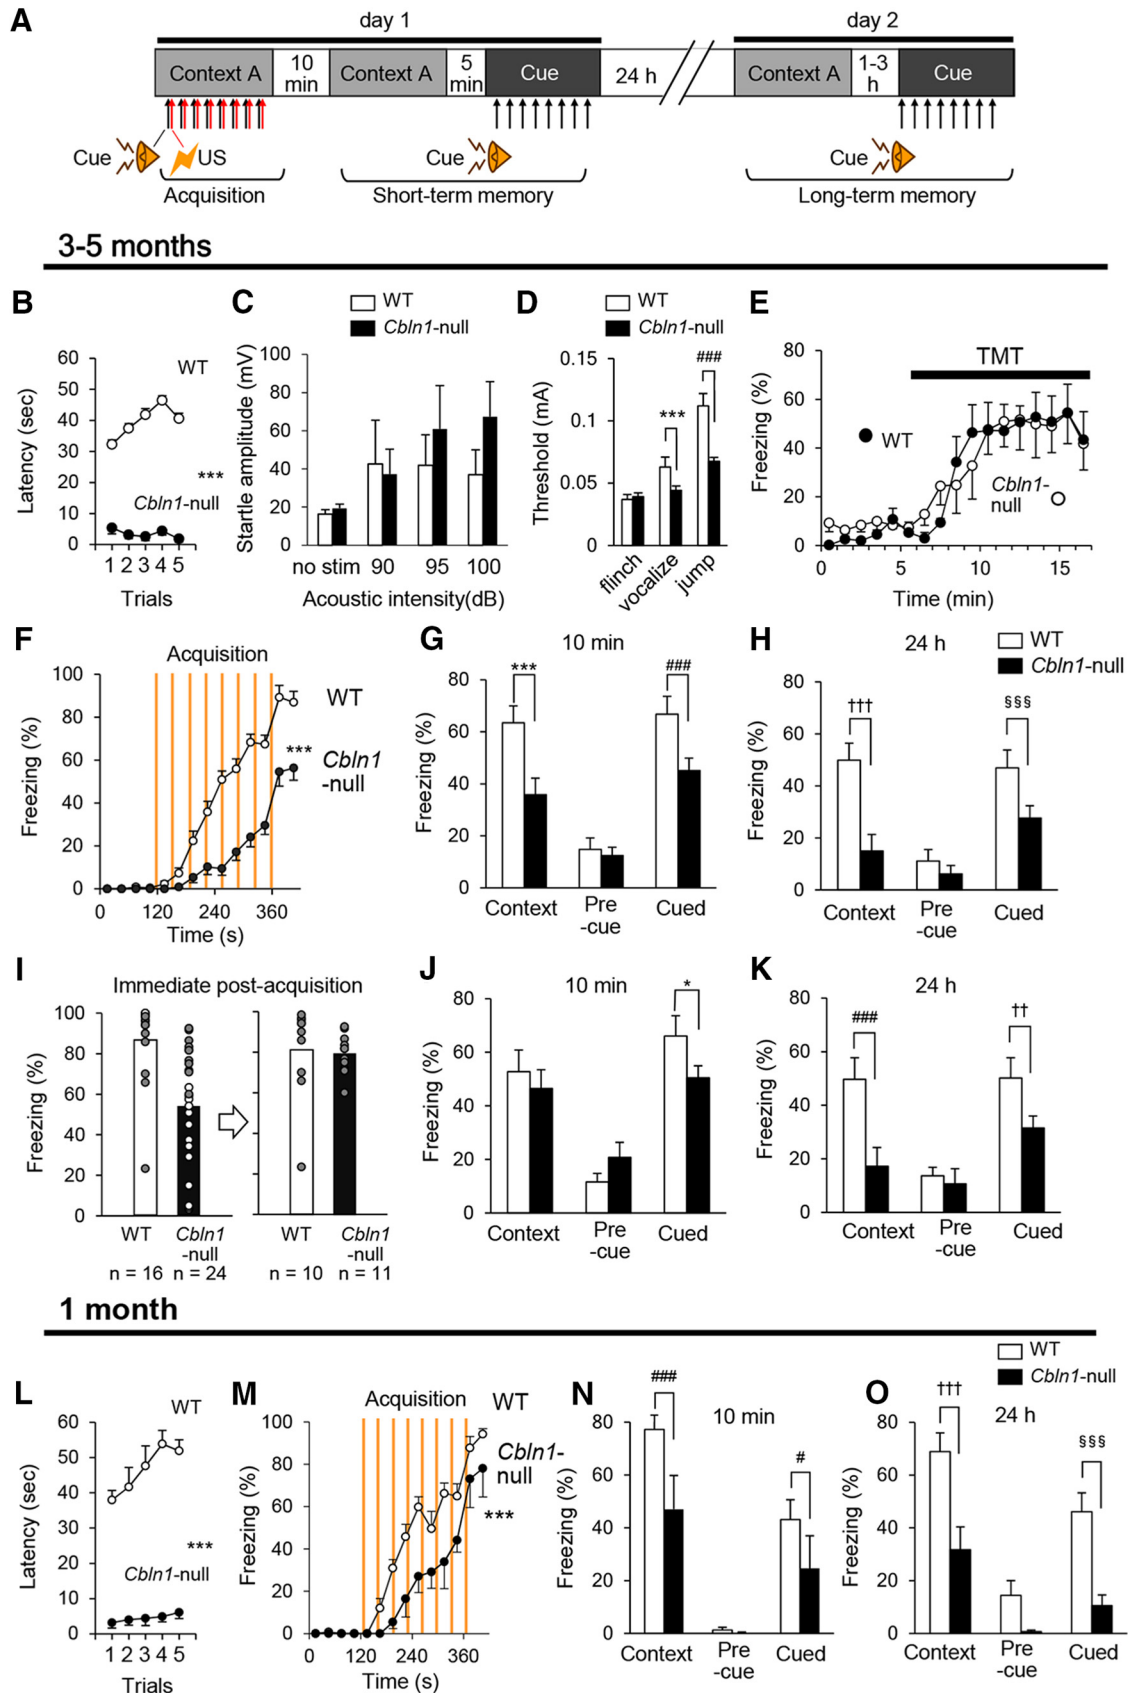 A
day 1
day 2
Context A
10 min
Context A
5 min
Cue
24 h
Context A
1-3 h
Cue
Cue
US
Cue
Cue
Acquisition
Short-term memory
Long-term memory
3-5 months
B
Latency (sec)
60
50
40
30
20
10
0
WT
***
Cbln1-null
1 2 3 4 5
Trials
C
WT
Cbln1-null
Startle amplitude (mV)
100
80
60
40
20
0
no stim 90 95 100
Acoustic intensity(dB)
D
WT
Cbln1-null
Threshold (mA)
0.15
0.1
0.05
0
***
###
flinch
vocalize
jump
E
Freezing (%)
80
60
40
20
0
TMT
WT
Cbln1-
null
0 5 10 15
Time (min)
F
Acquisition
Freezing (%)
100
80
60
40
20
0
WT
***
Cbln1
-null
0 120 240 360
Time (s)
G
10 min
Freezing (%)
80
60
40
20
0
***
###
Context
Pre
-cue
Cued
H
24 h
WT
Cbln1-null
Freezing (%)
80
60
40
20
0
†††
§§§
Context
Pre
-cue
Cued
I
Immediate post-acquisition
Freezing (%)
100
80
60
40
20
0
WT
n = 16
Cbln1
-null
n = 24
WT
n = 10
Cbln1
-null
n = 11
J
10 min
Freezing (%)
80
60
40
20
0
*
Context
Pre
-cue
Cued
K
24 h
Freezing (%)
80
60
40
20
0
###
††
Context
Pre
-cue
Cued
1 month
L
Latency (sec)
60
50
40
30
20
10
0
WT
***
Cbln1-null
1 2 3 4 5
Trials
M
Acquisition
Freezing (%)
100
80
60
40
20
0
WT
Cbln1-
null
***
0 120 240 360
Time (s)
N
10 min
Freezing (%)
80
60
40
20
0
###
#
Context
Pre
-cue
Cued
O
WT
Cbln1-null
24 h
Freezing (%)
80
60
40
20
0
†††
§§§
Context
Pre
-cue
Cued